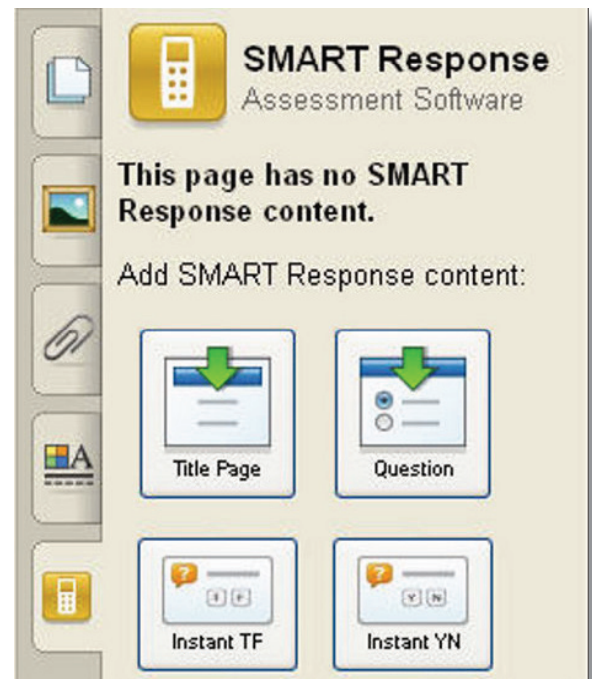 SMART Response
Assessment Software
This page has no SMART
Response content.
Add SMART Response content:
Title Page
Question
?
T F
Instant TF
?
Y N
Instant YN
A